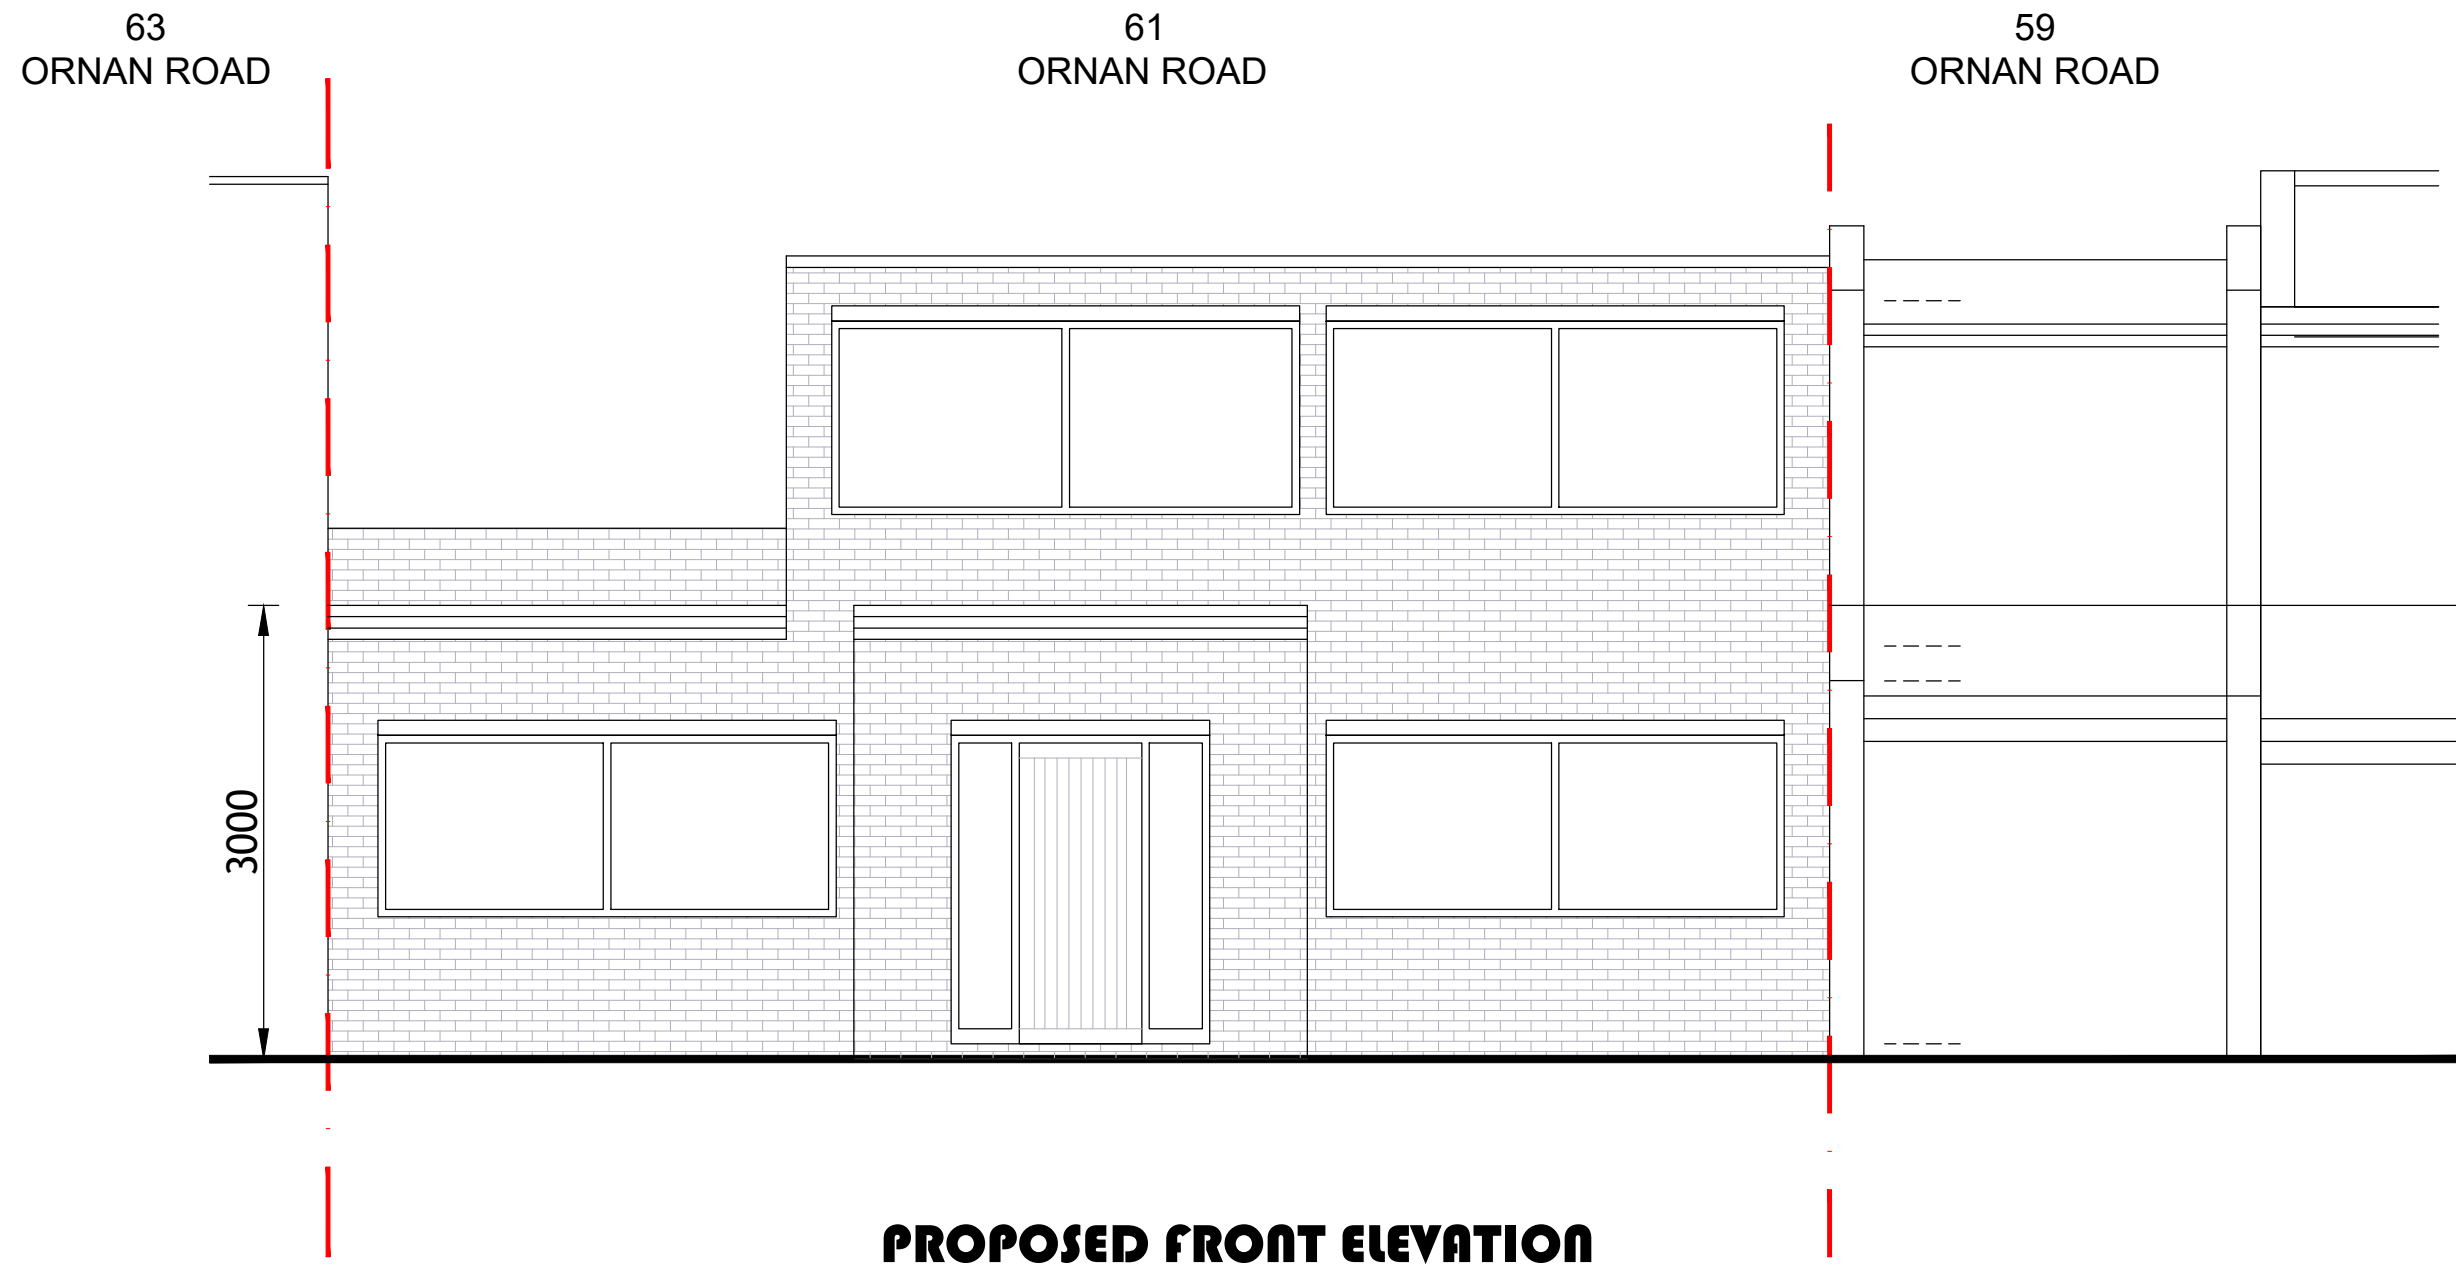 63
ORNAN ROAD
61
ORNAN ROAD
59
ORNAN ROAD
3000
PROPOSED FRONT ELEVATION